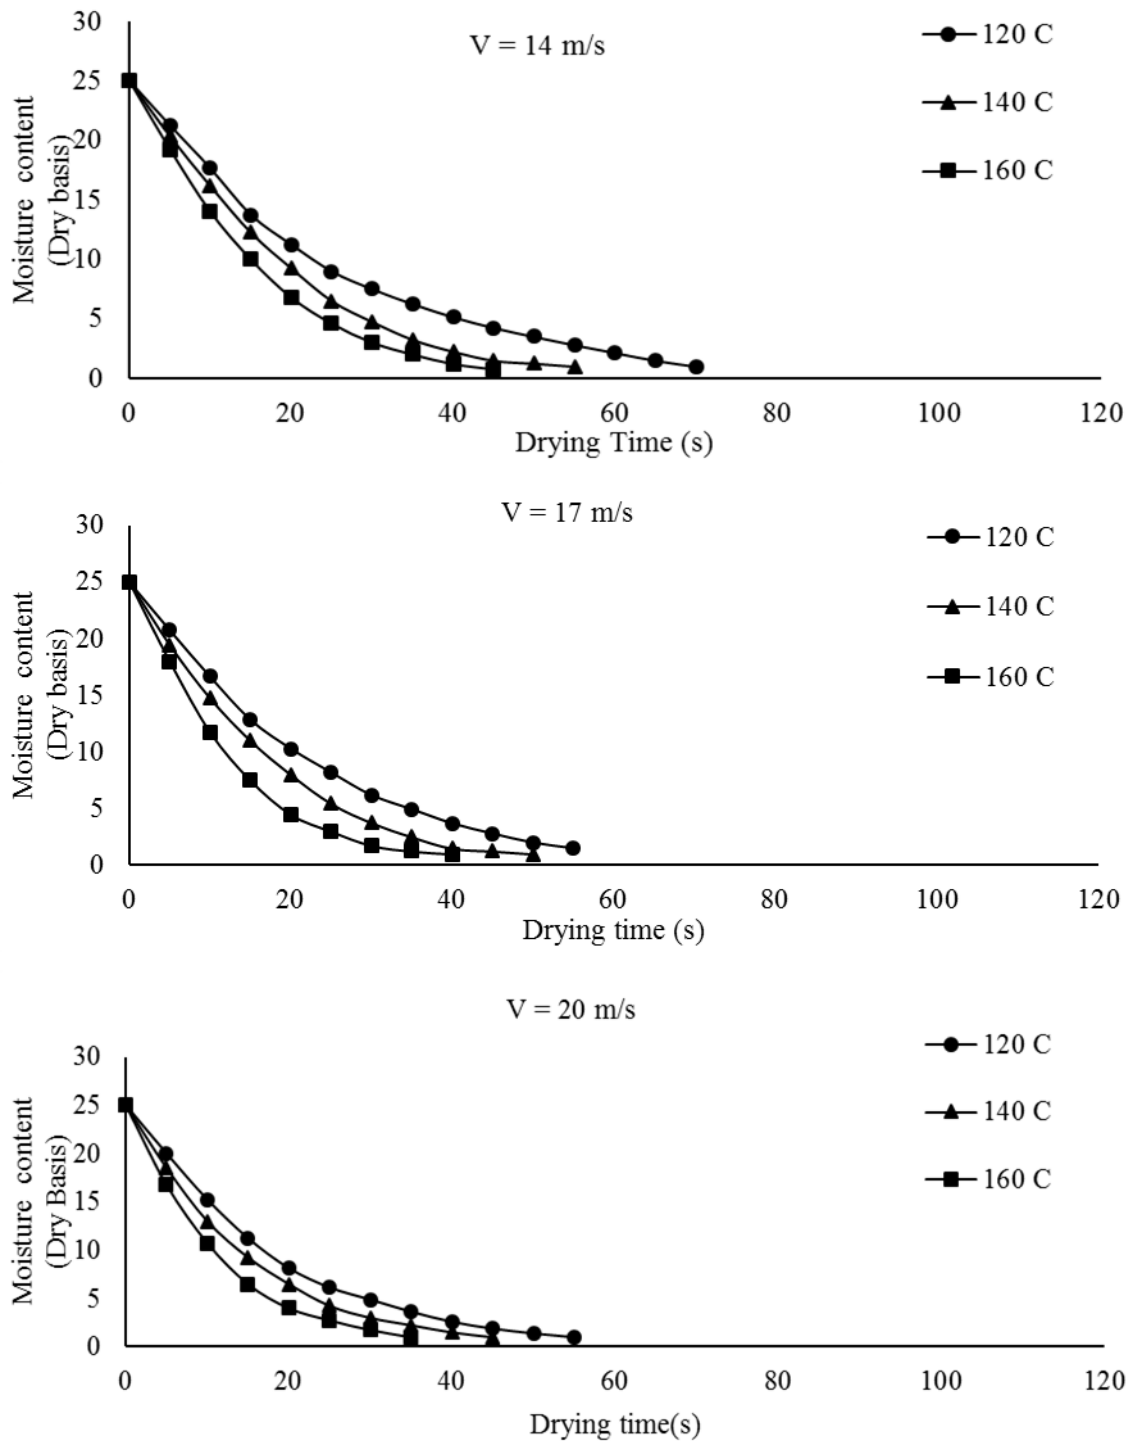 V = 14 m/s
120 C
140 C
160 C
Moisture content
(Dry basis)
30
25
20
15
10
5
0
0 20 40 60 80 100 120
Drying Time (s)
V = 17 m/s
120 C
140 C
160 C
Moisture content
(Dry basis)
30
25
20
15
10
5
0
0 20 40 60 80 100 120
Drying time (s)
V = 20 m/s
120 C
140 C
160 C
Moisture content
(Dry Basis)
30
25
20
15
10
5
0
0 20 40 60 80 100 120
Drying time(s)